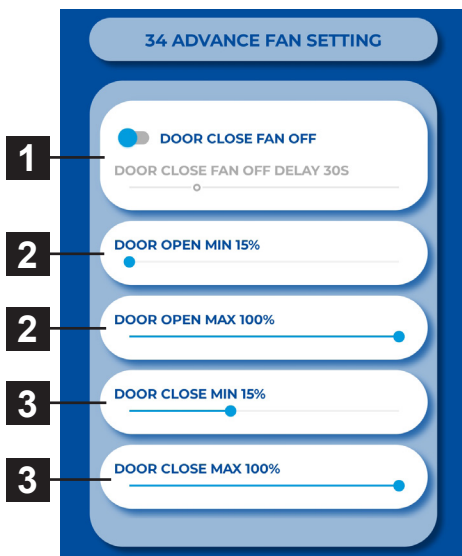 34 ADVANCE FAN SETTING
1
DOOR CLOSE FAN OFF
DOOR CLOSE FAN OFF DELAY 30S
2
DOOR OPEN MIN 15%
2
DOOR OPEN MAX 100%
3
DOOR CLOSE MIN 15%
3
DOOR CLOSE MAX 100%